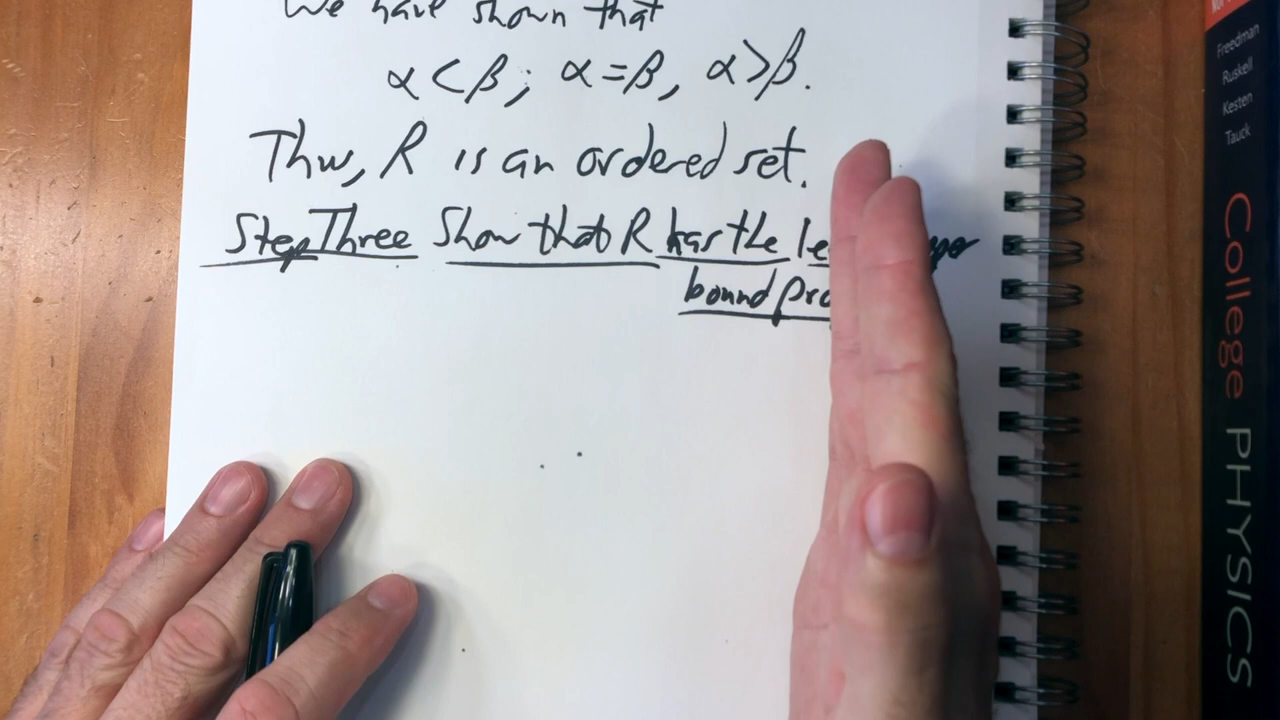 We have shown that
α < β; α = β, α > β.
Thus, R is an ordered set.
Step Three Show that R has the
bound
Freedman
Ruskell
Kesten
Tauck
College PHYSICS